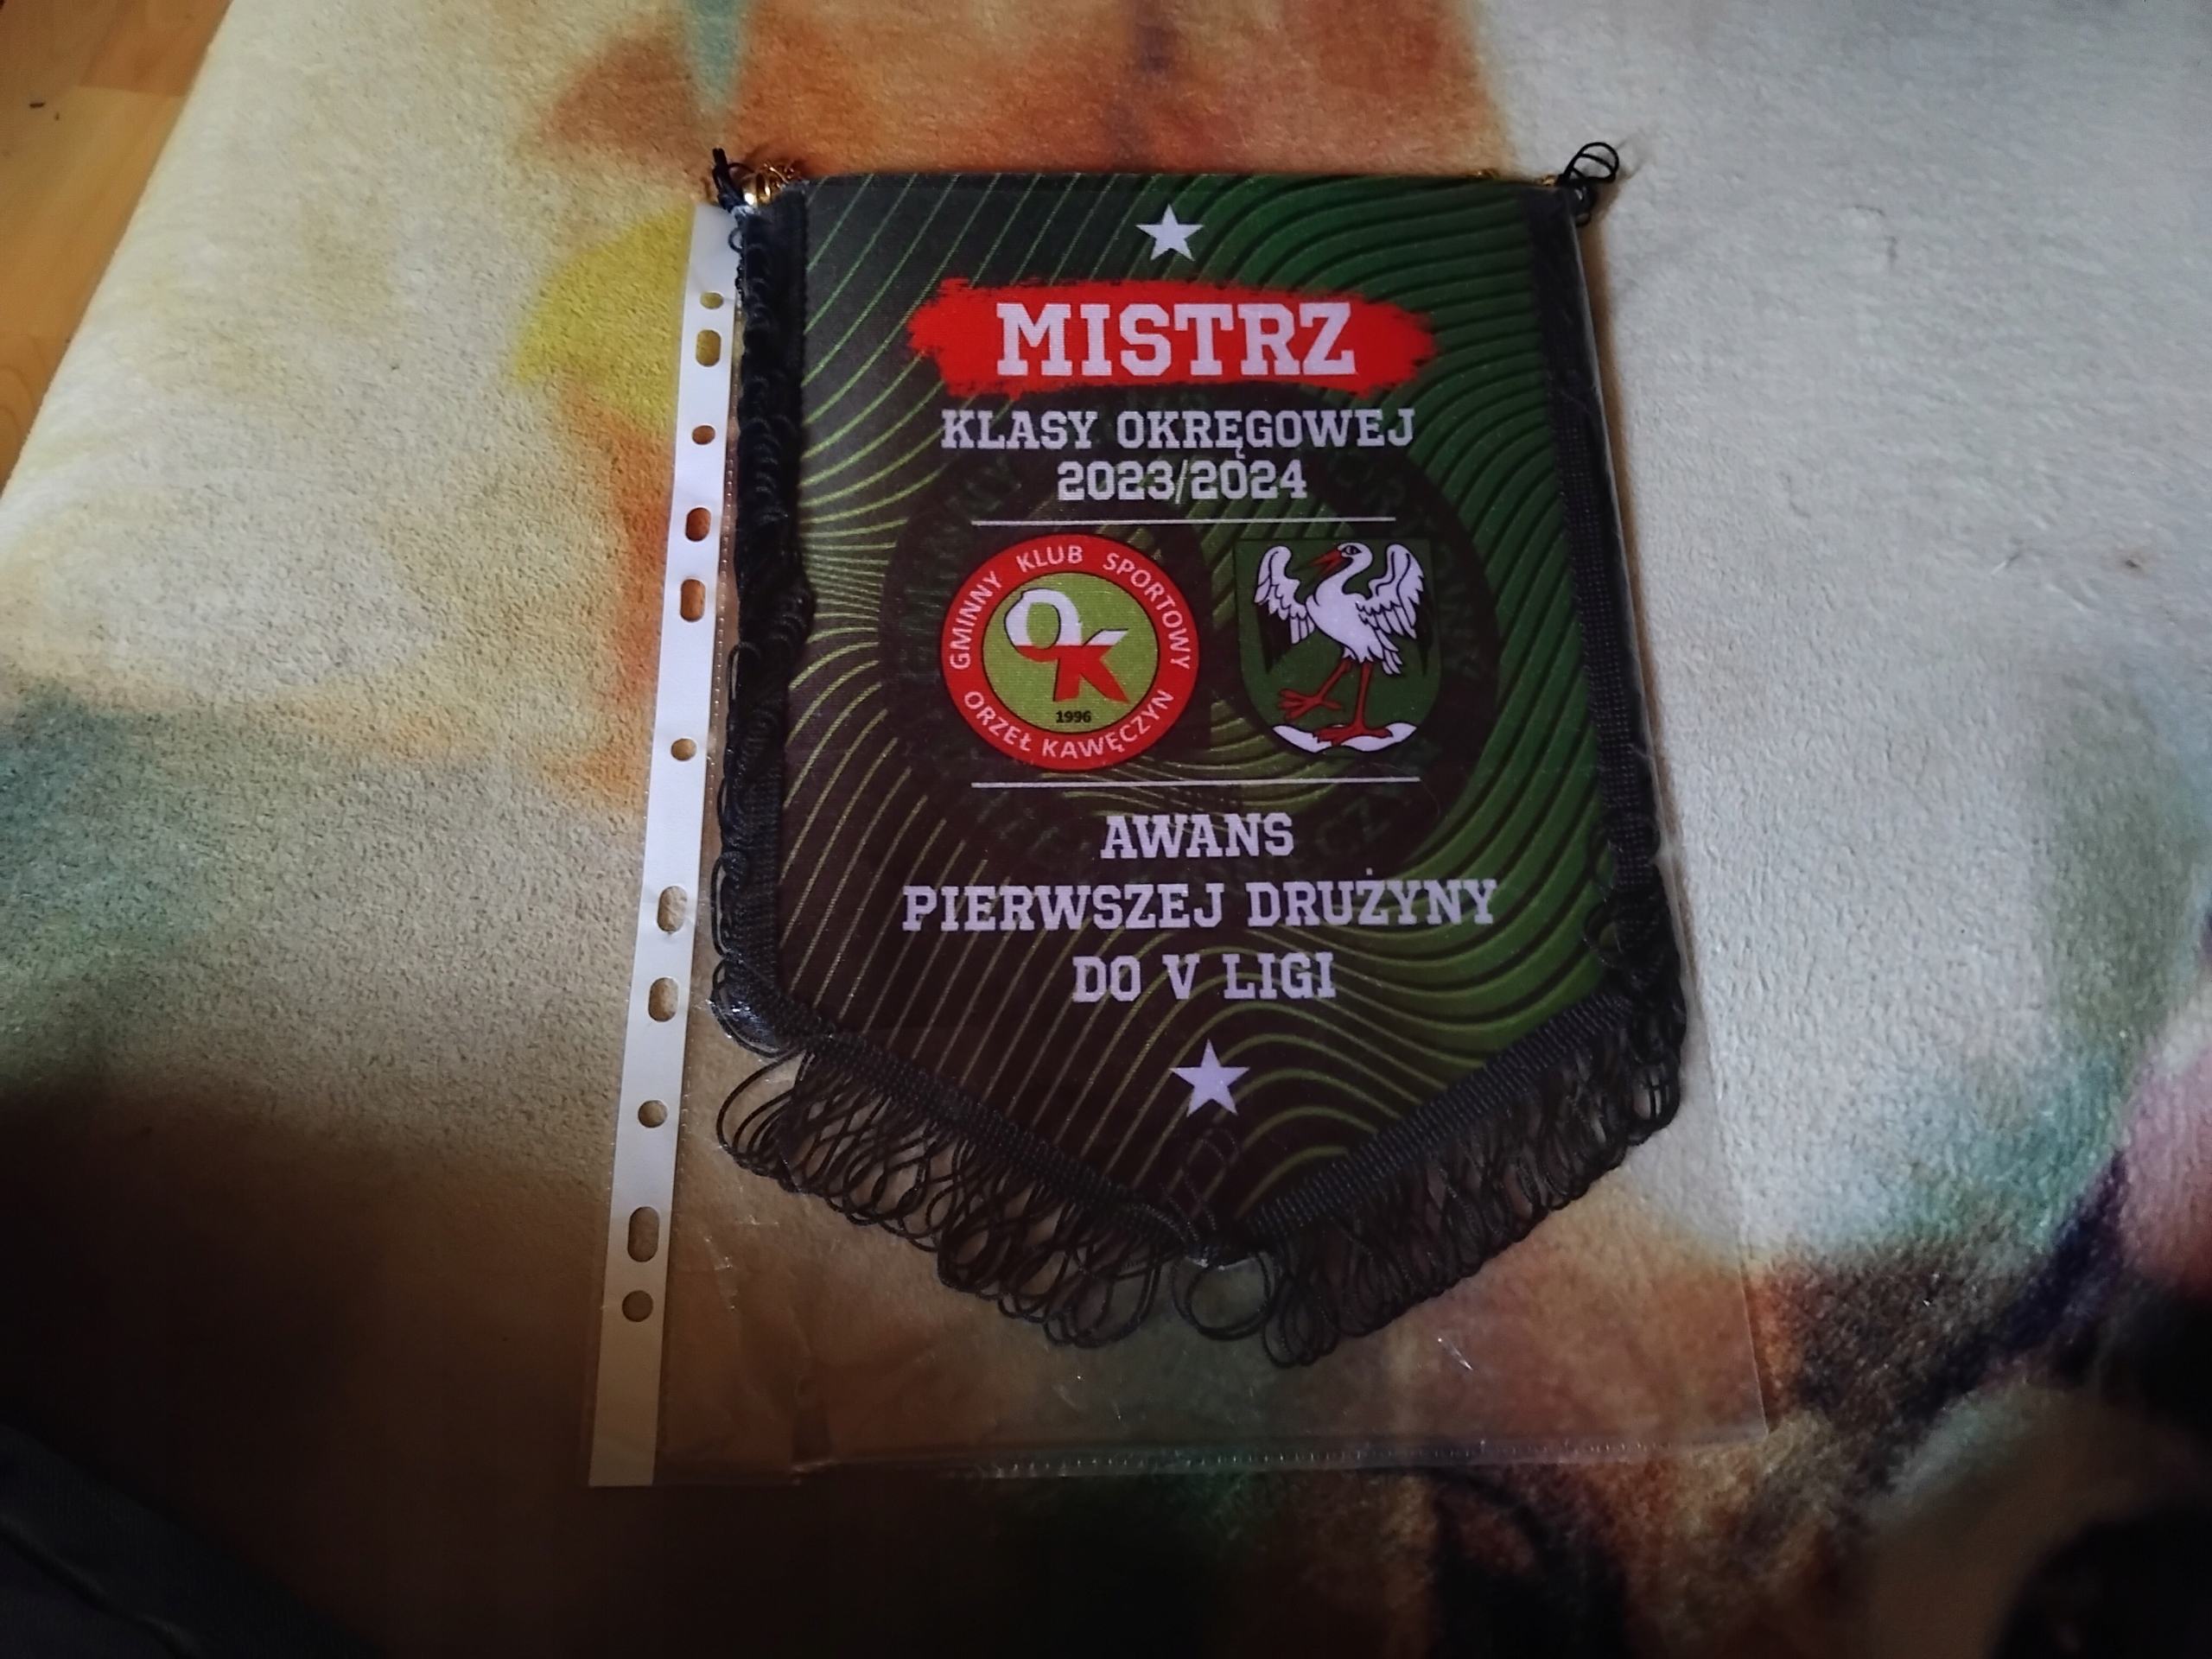 MISTRZ
KLASY OKRĘGOWEJ
2023/2024
GMINNY KLUB SPORTOWY
OK
1996
ORZEŁ KAWĘCZYN
AWANS
PIERWSZEJ DRUŻYNY
DO V LIGI